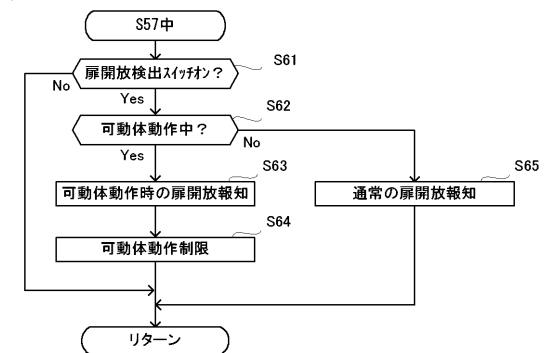 S57中
扉開放検出スイッチオン？
S61
No
Yes
可動体動作中？
S62
No
Yes
可動体動作時の扉開放報知
S63
通常の扉開放報知
S65
可動体動作制限
S64
リターン